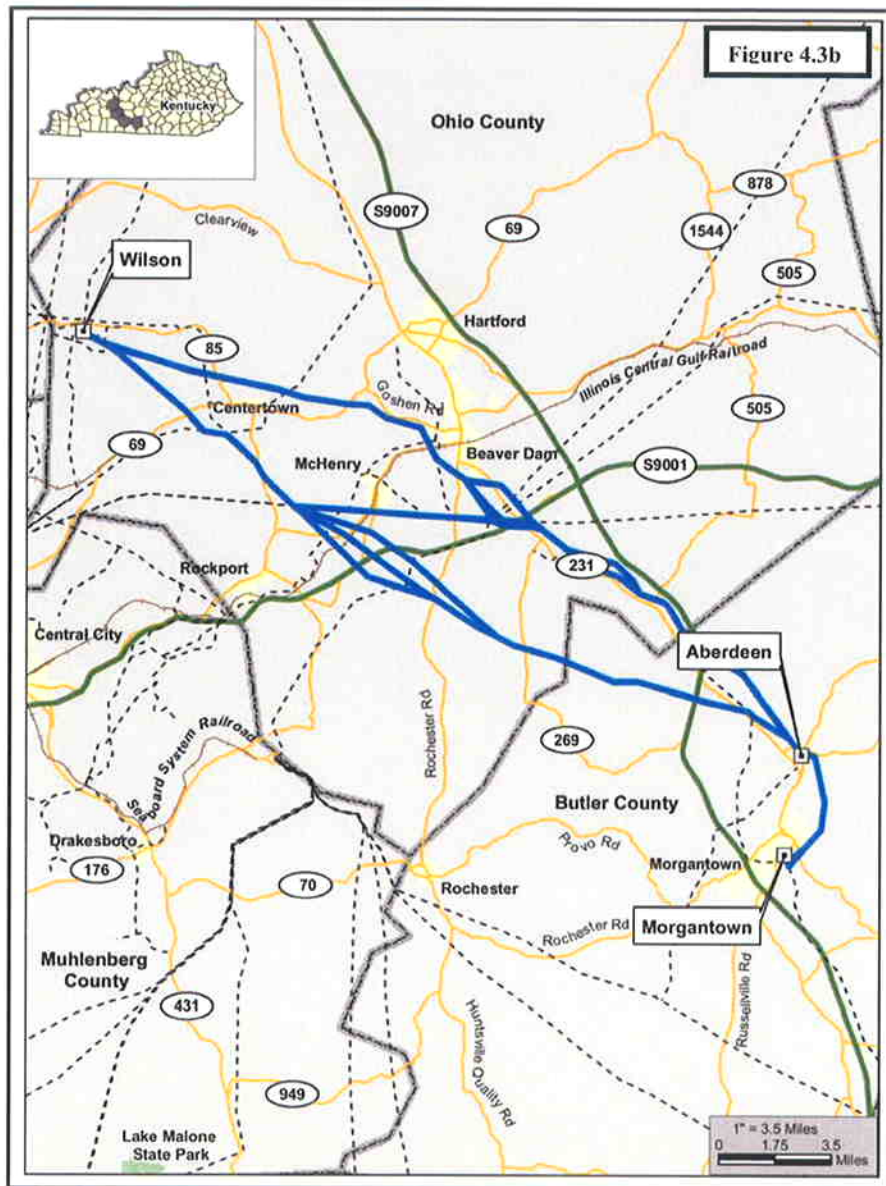 Figure 4.3b
Kentucky
Ohio County
878
S9007
69
1544
Clearview
505
Wilson
Hartford
85
Illinois Central Gulf Railroad
Goshen Rd
Centertown
505
69
McHenry
Beaver Dam
S9001
Rockport
231
Central City
Aberdeen
Rochester Rd
Seaboard System Railroad
269
Butler County
Drakesboro
Provo Rd
Morgantown
176
70
Rochester
Morgantown
Rochester Rd
Muhlenberg
County
Russellville Rd
431
Huntsville Quality Rd
949
1" = 3.5 Miles
0 1.75 3.5
Miles
Lake Malone
State Park